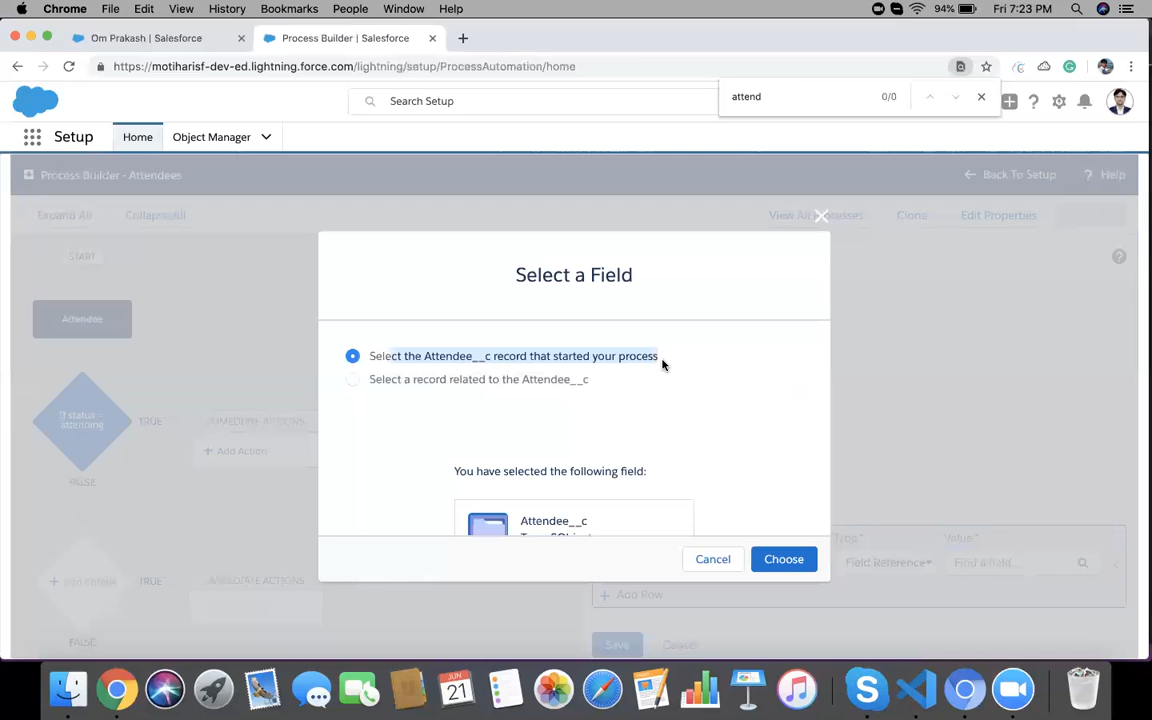 Chrome File Edit View History Bookmarks People Window Help 94% Fri 7:23 PM
Om Prakash | Salesforce
Process Builder | Salesforce
https://motiharisf-dev-ed.lightning.force.com/lightning/setup/ProcessAutomation/home
attend 0/0
Search Setup
Setup Home Object Manager
Process Builder - Attendees Back To Setup Help
Expand All Collapse All View All Processes Clone Edit Properties
START
Attendee
Select a Field
Select the Attendee__c record that started your process
Select a record related to the Attendee__c
If status = attending
TRUE
IMMEDIATE ACTIONS
Add Action
FALSE
You have selected the following field:
Attendee__c
Cancel Choose
Type* Value*
Field Reference Find a field...
Add Row
TRUE
IMMEDIATE ACTIONS
FALSE
Save Cancel
JUN
21